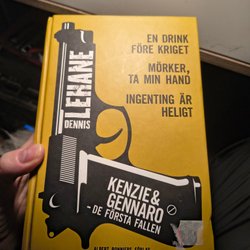 DENNIS
LEHANE
EN DRINK
FÖRE KRIGET
MÖRKER,
TA MIN HAND
INGENTING ÄR
HELIGT
KENZIE &
GENNARO
- DE FÖRSTA FALLEN
ALBERT BONNIERS FÖRLAG